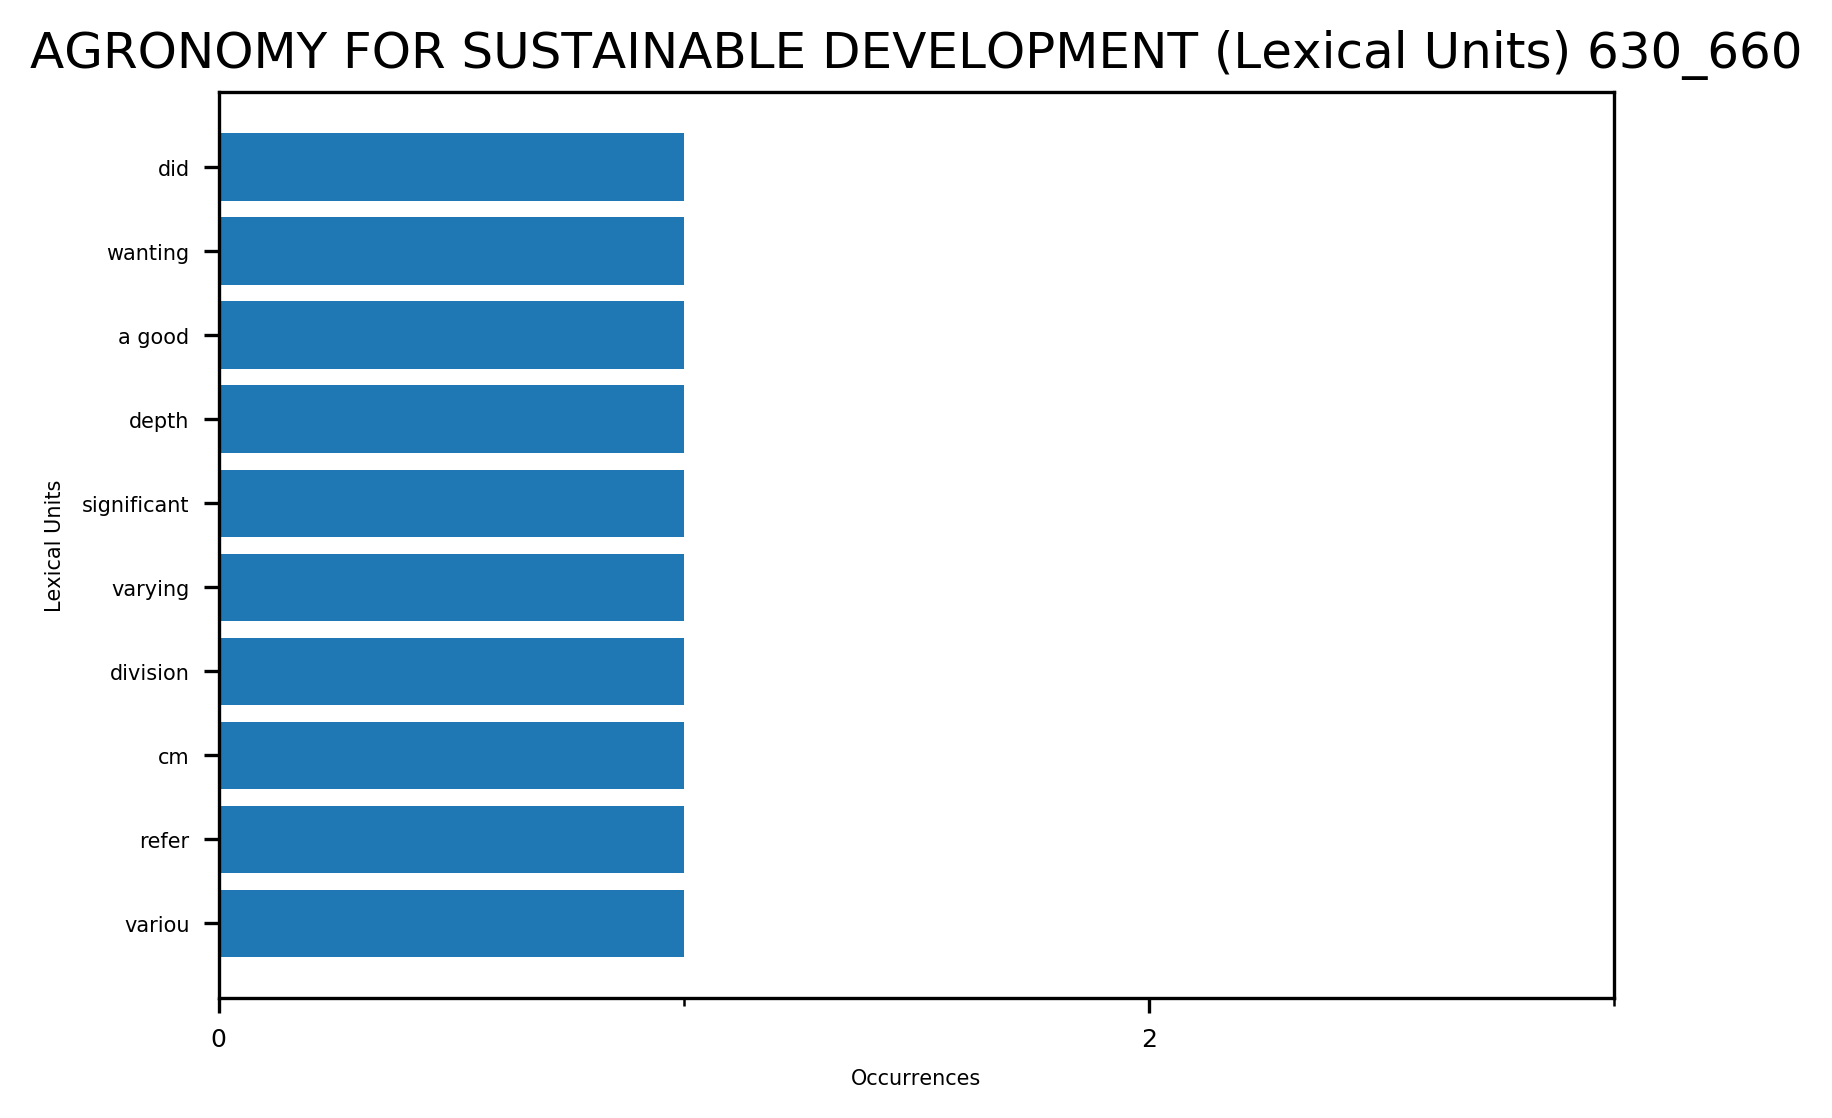 AGRONOMY FOR SUSTAINABLE DEVELOPMENT (Lexical Units) 630_660
did
wanting
a good
depth
significant
varying
division
cm
refer
variou
Lexical Units
0
2
Occurrences